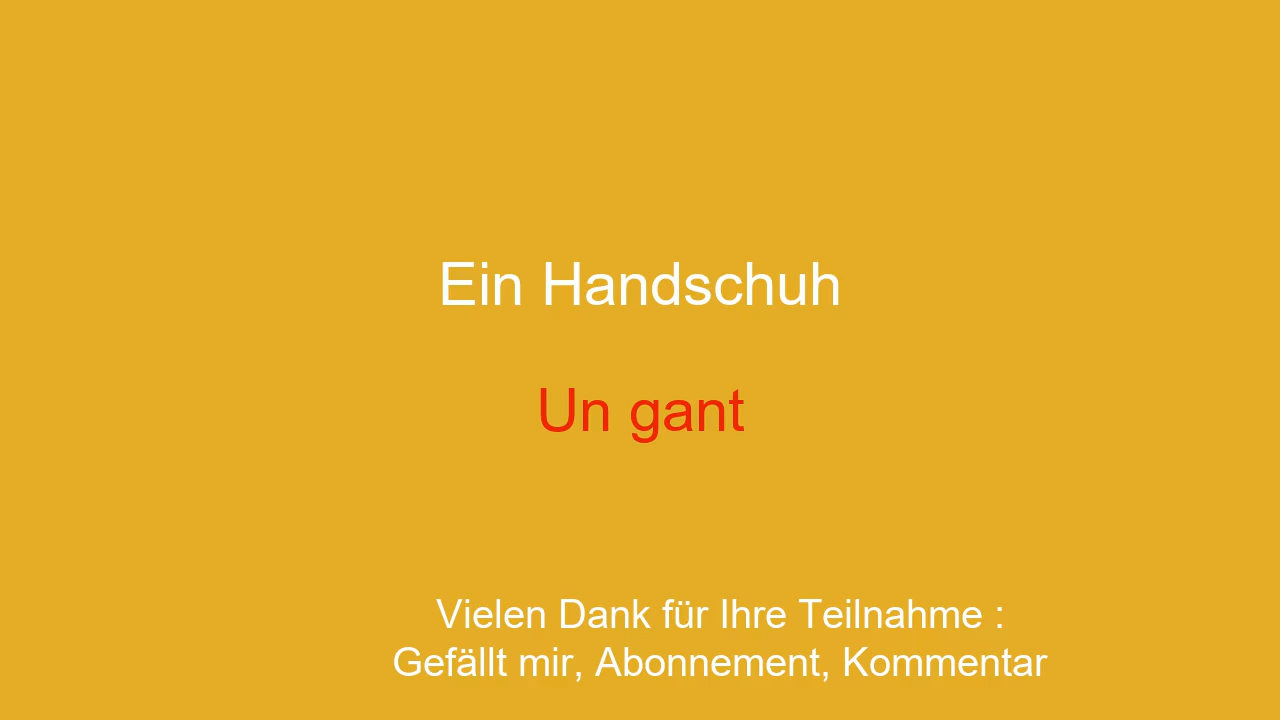 Ein Handschuh
Un gant
Vielen Dank für Ihre Teilnahme :
Gefällt mir, Abonnement, Kommentar